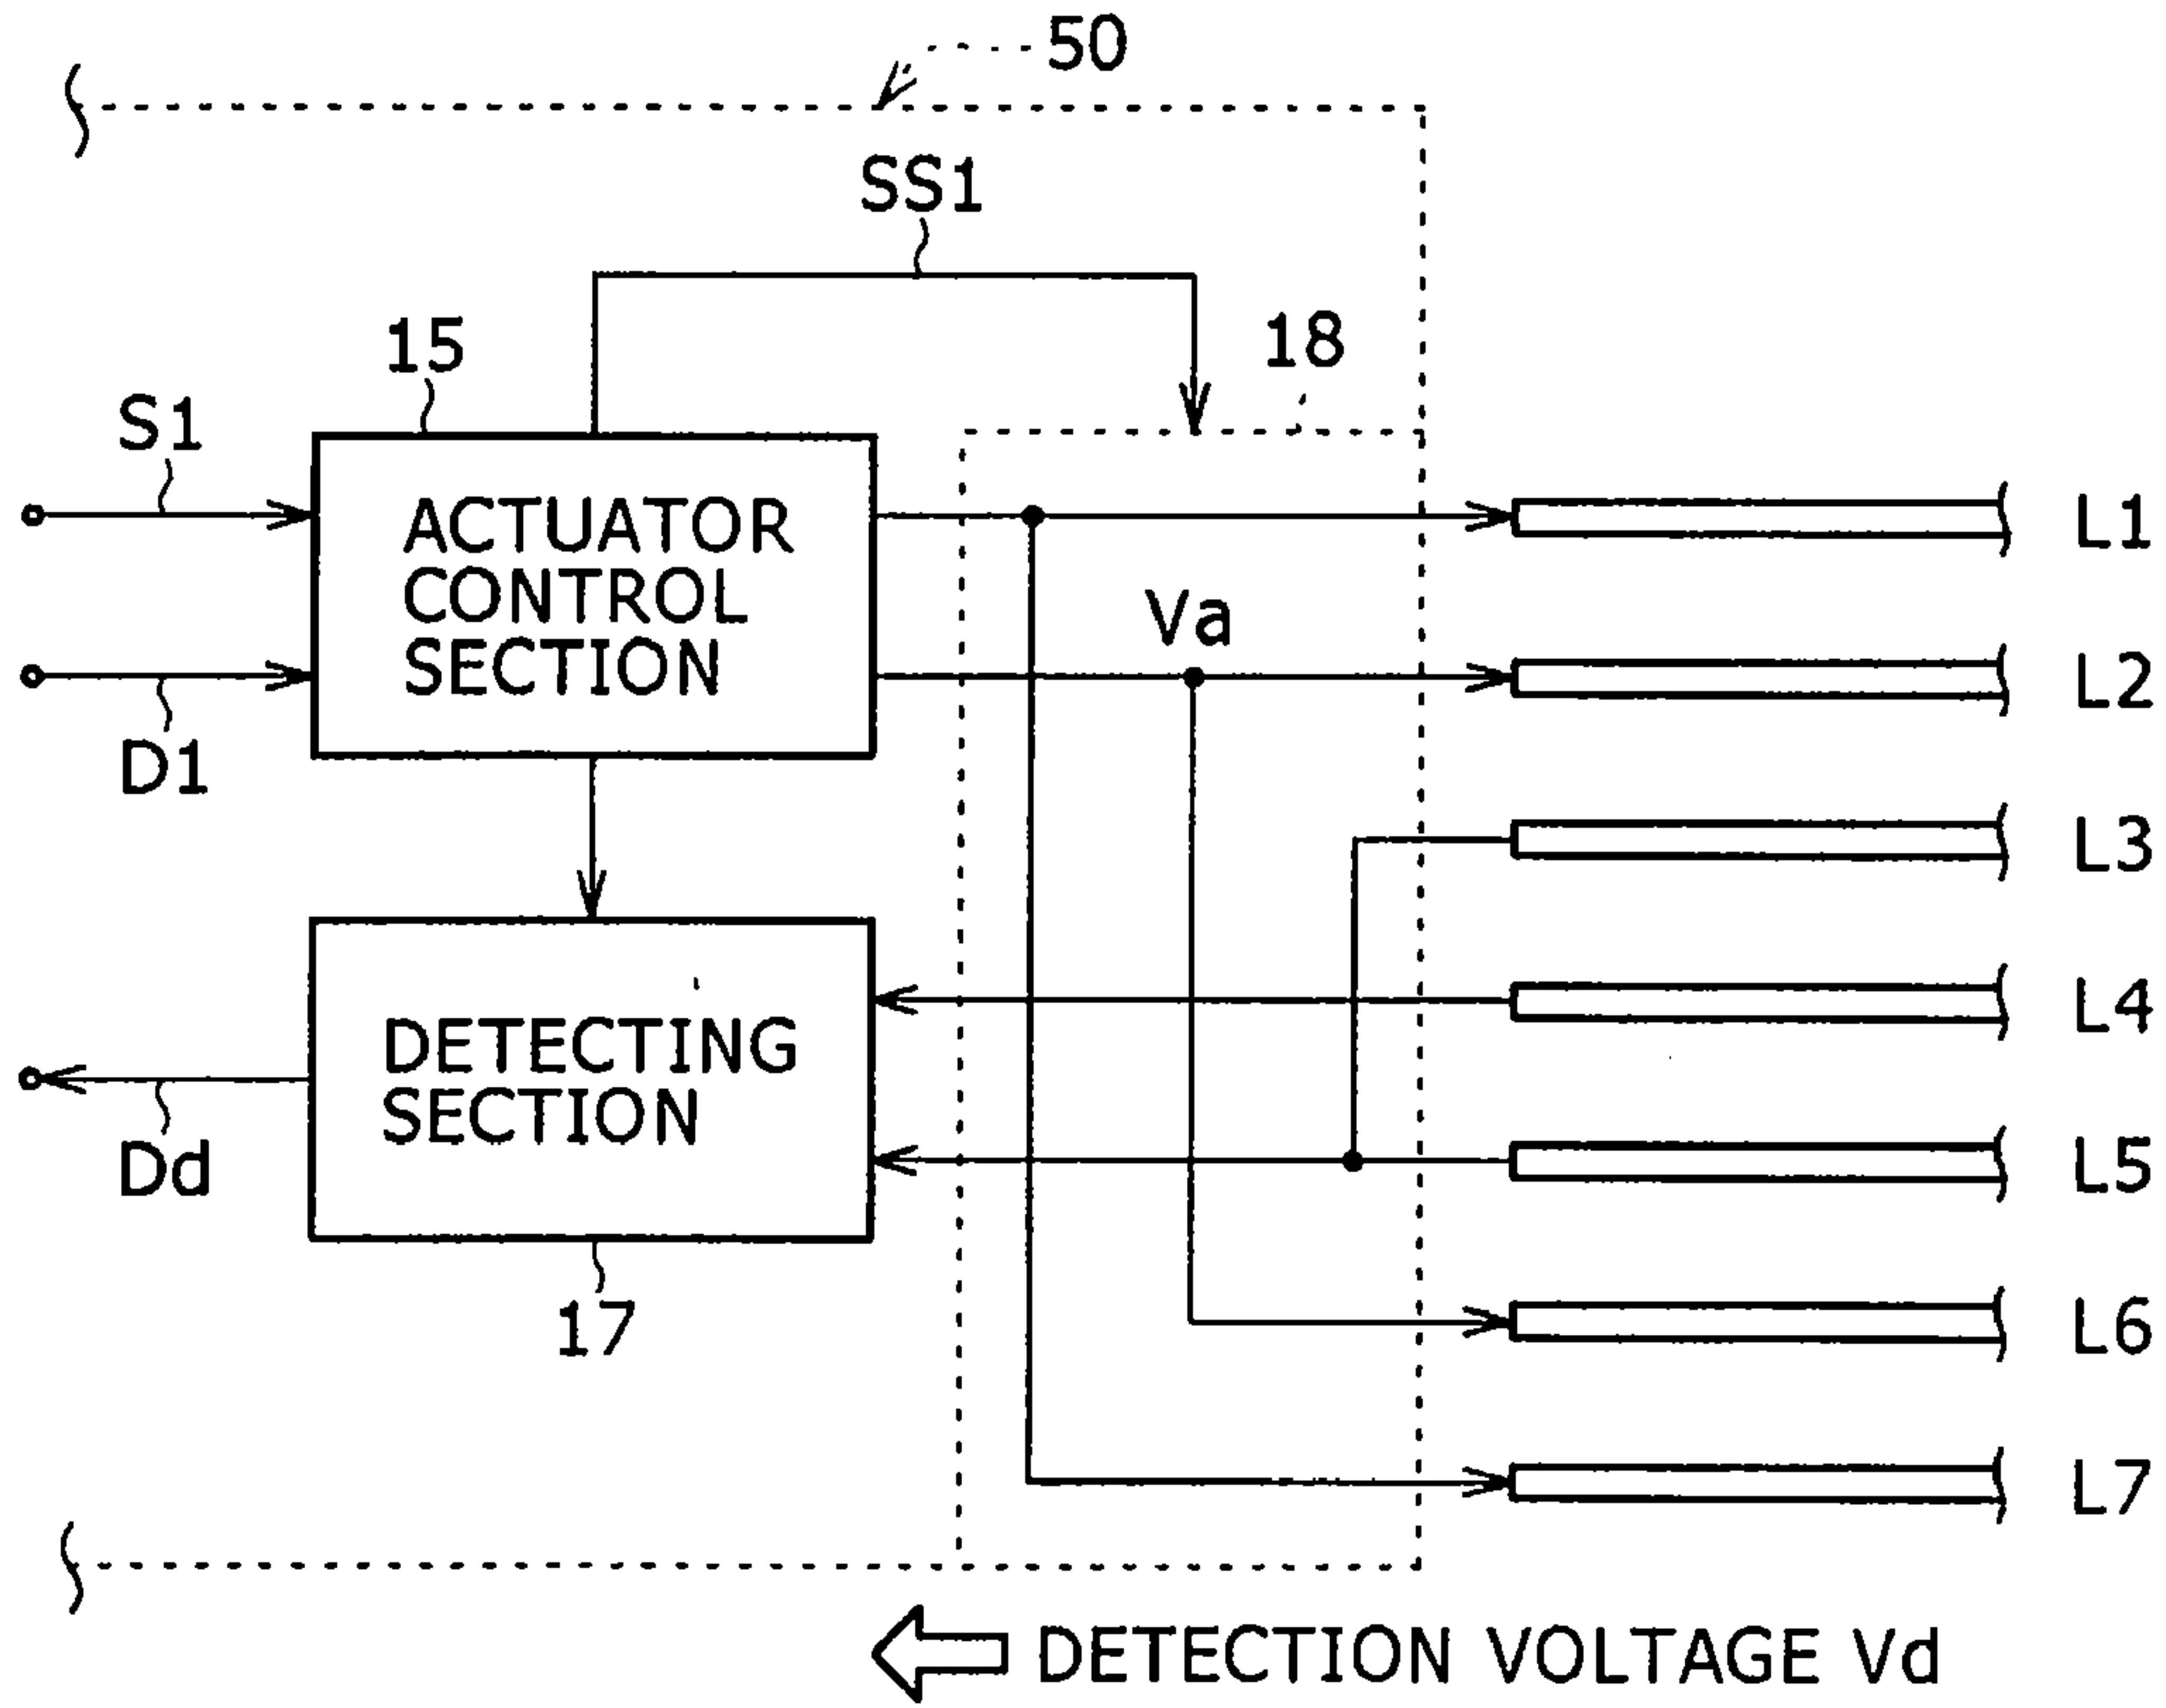 50
SS1
15
18
S1
ACTUATOR
CONTROL
SECTION
L1
Va
L2
D1
L3
L4
DETECTING
SECTION
Dd
L5
17
L6
L7
DETECTION VOLTAGE Vd